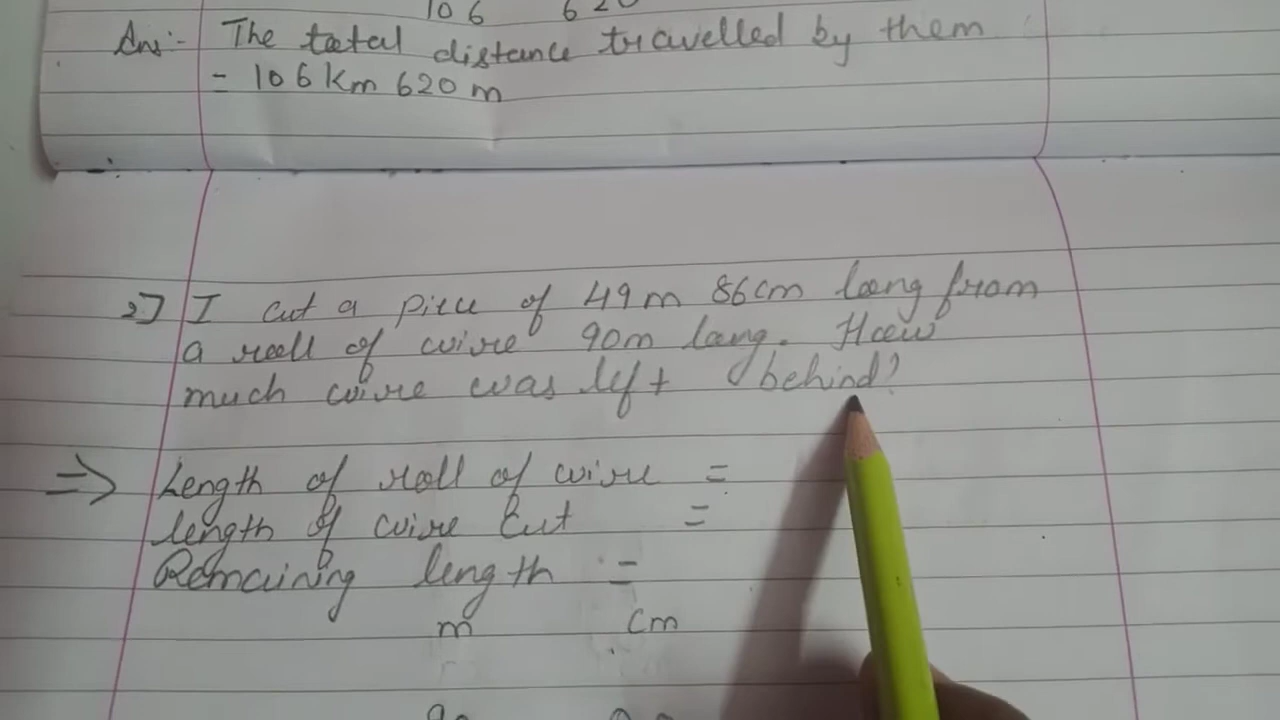 106 620
Ans:- The total distance travelled by them
= 106 Km 620 m
2) I cut a piece of 49m 86cm long from
a roll of wire 90m long. How
much wire was left behind?
⇒ Length of roll of wire =
length of wire cut =
Remaining length =
m cm